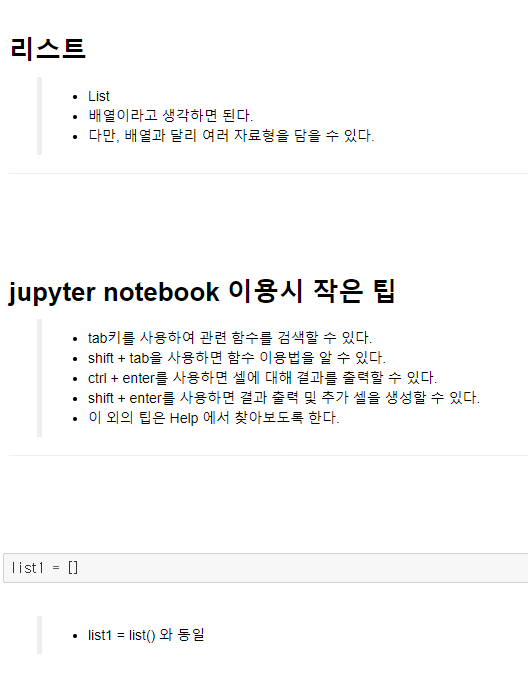 리스트
List
배열이라고 생각하면 된다.
다만, 배열과 달리 여러 자료형을 담을 수 있다.
jupyter notebook 이용시 작은 팁
tab키를 사용하여 관련 함수를 검색할 수 있다.
shift + tab을 사용하면 함수 이용법을 알 수 있다.
ctrl + enter를 사용하면 셀에 대해 결과를 출력할 수 있다.
shift + enter를 사용하면 결과 출력 및 추가 셀을 생성할 수 있다.
이 외의 팁은 Help 에서 찾아보도록 한다.
list1 = []
list1 = list() 와 동일